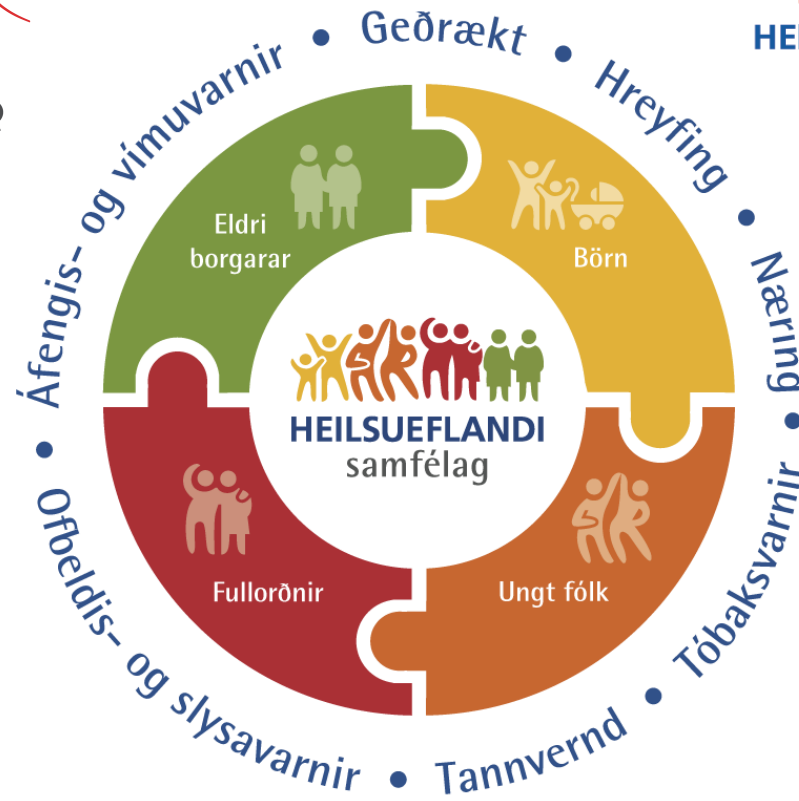 Geðrækt
Hreyfing
Næring
Tóbaksvarnir
Tannvernd
Ofbeldis- og slysavarnir
Áfengis- og vímuvarnir
Eldri
borgarar
Börn
HEILSUEFLANDI
samfélag
Fullorðnir
Ungt fólk